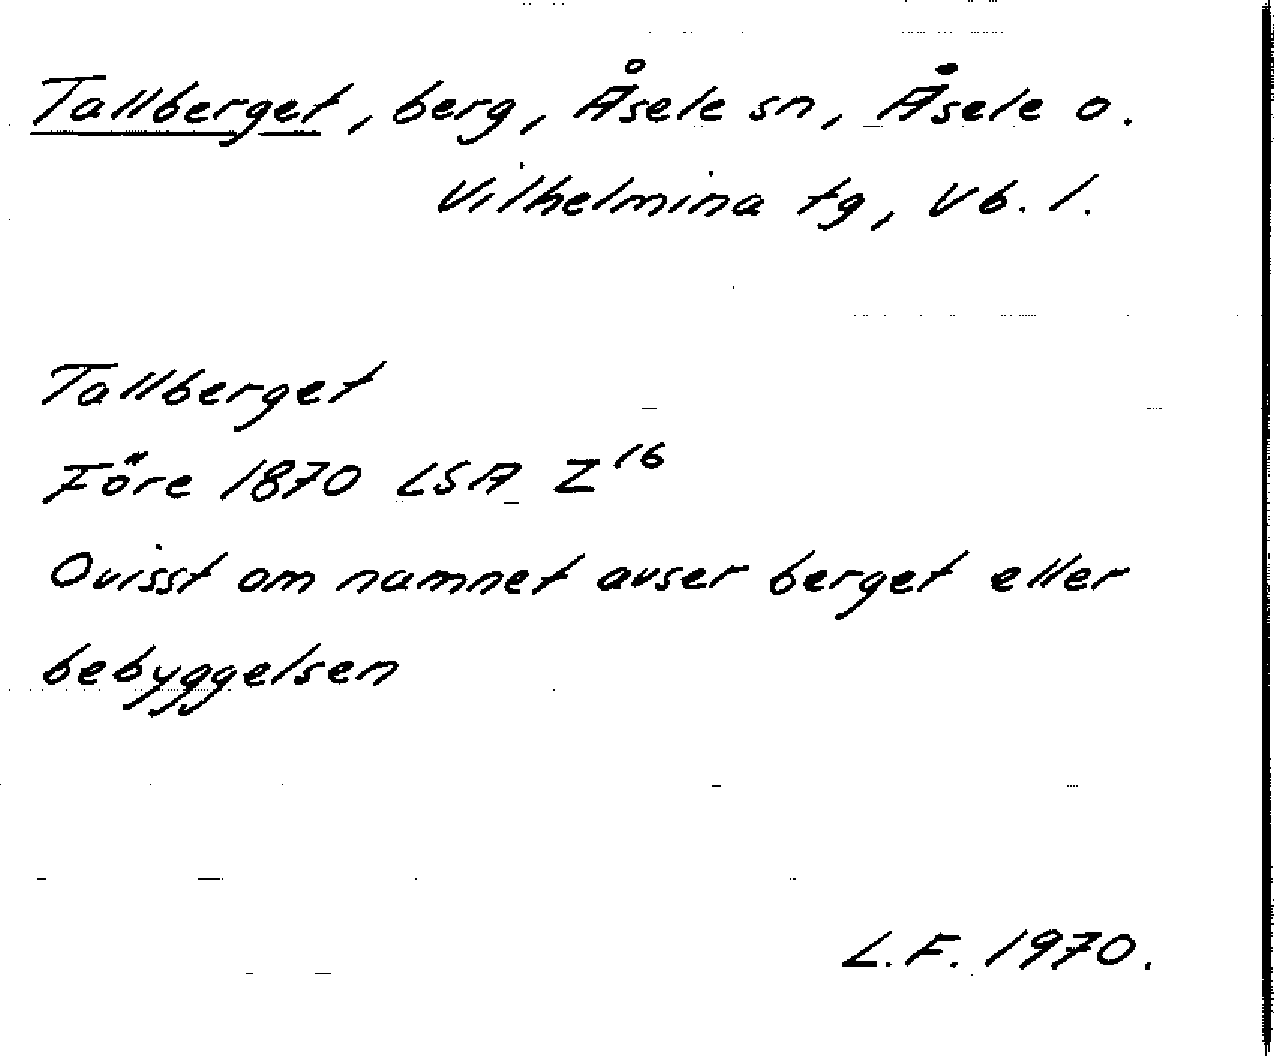 Tallberget, berg, Åsele sn, Åsele o.
Vilhelmina tg, Vb. l.
Tallberget
Före 1870 LSA Z16
Ovisst om namnet avser berget eller
bebyggelsen
L.F. 1970.